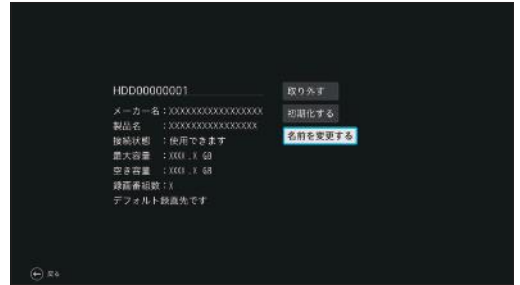 HDD00000001
取り外す
メーカー名：XXXXXXXXXXXXXXXXX
初期化する
製品名　：XXXXXXXXXXXXXXXX
名前を変更する
接続状態　：使用できます
最大容量　：XXXX.X GB
空き容量　：XXXX.X GB
録画番組数：X
デフォルト録画先です
戻る